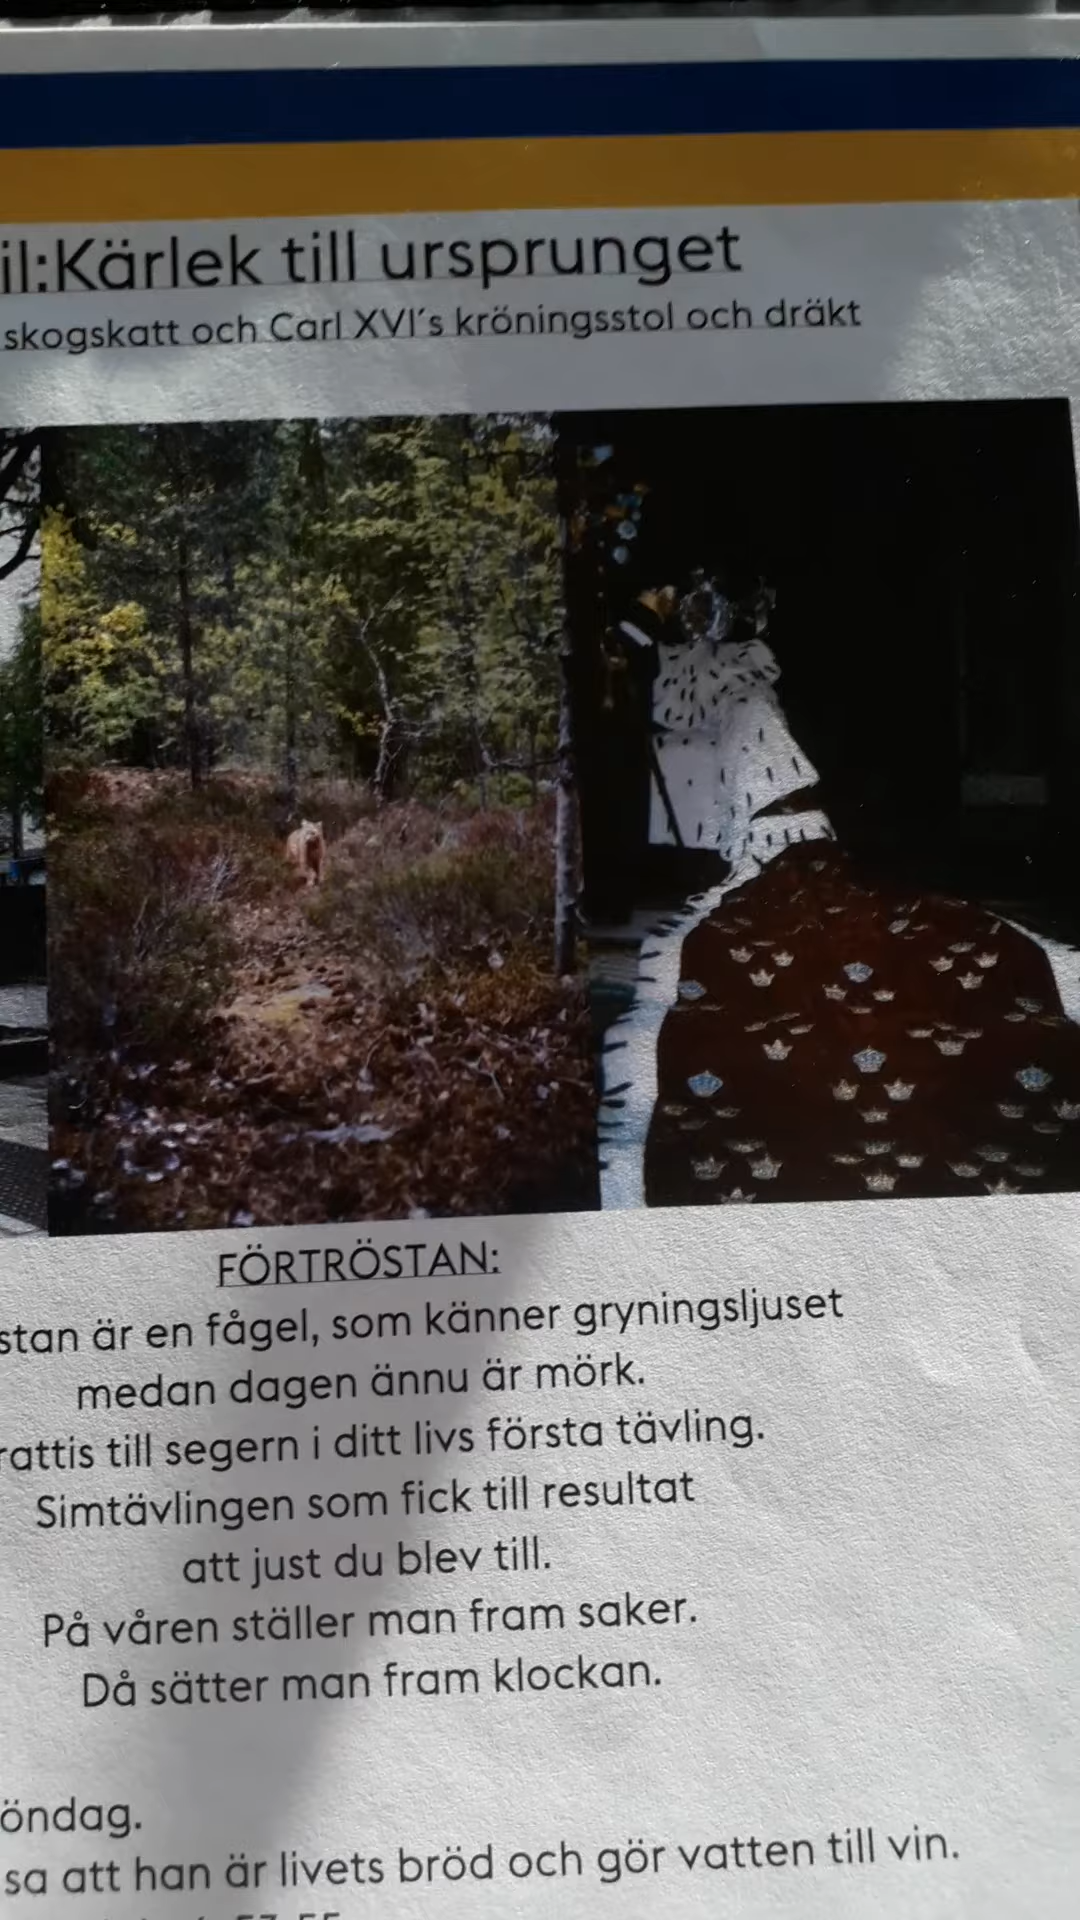 il:Kärlek till ursprunget
skogskatt och Carl XVI´s kröningsstol och dräkt
FÖRTRÖSTAN:
stan är en fågel, som känner gryningsljuset
medan dagen ännu är mörk.
rattis till segern i ditt livs första tävling.
Simtävlingen som fick till resultat
att just du blev till.
På våren ställer man fram saker.
Då sätter man fram klockan.
öndag.
sa att han är livets bröd och gör vatten till vin.